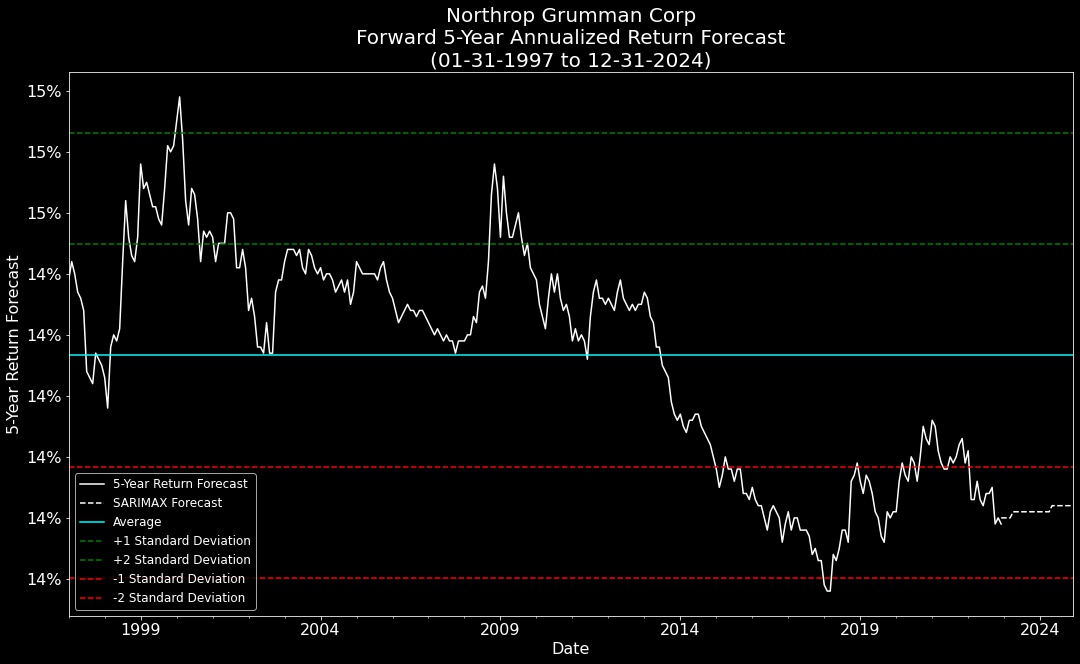 Northrop Grumman Corp
Forward 5-Year Annualized Return Forecast
(01-31-1997 to 12-31-2024)
5-Year Return Forecast
15%
15%
15%
14%
14%
14%
14%
14%
14%
5-Year Return Forecast
SARIMAX Forecast
Average
+1 Standard Deviation
+2 Standard Deviation
-1 Standard Deviation
-2 Standard Deviation
1999
2004
2009
2014
2019
2024
Date